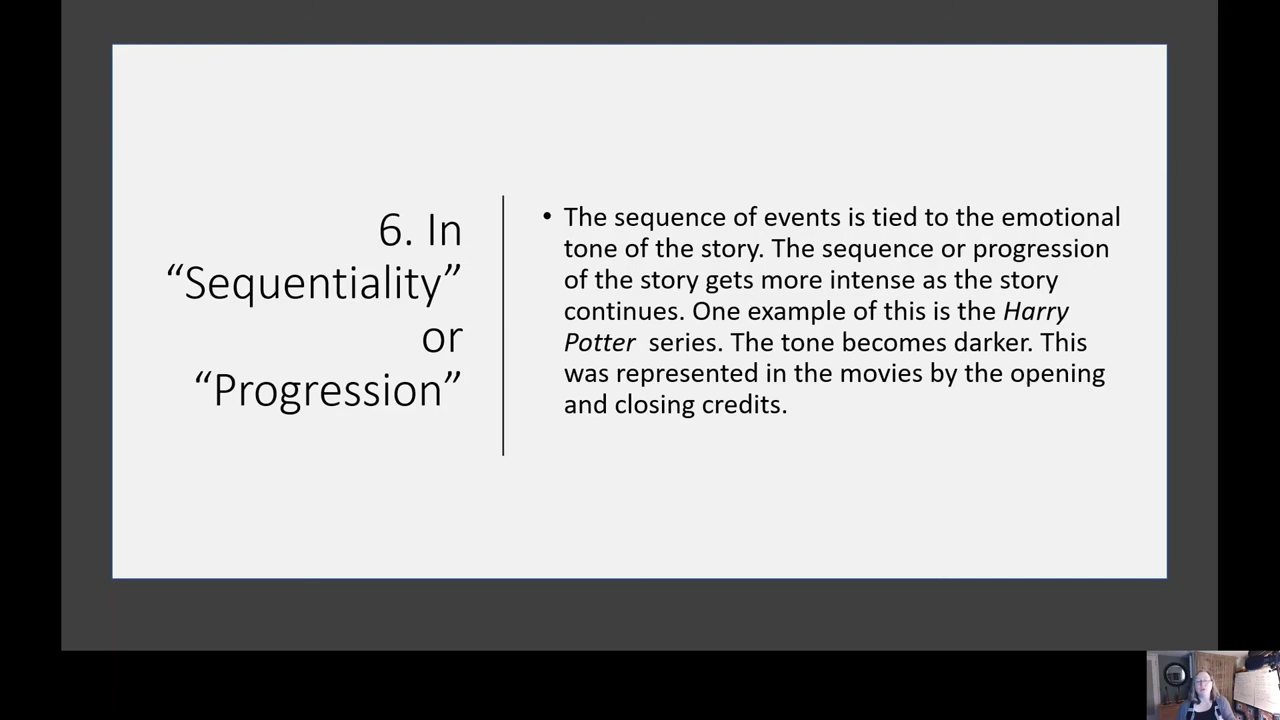 6. In
“Sequentiality”
or
“Progression”
• The sequence of events is tied to the emotional
tone of the story. The sequence or progression
of the story gets more intense as the story
continues. One example of this is the Harry
Potter series. The tone becomes darker. This
was represented in the movies by the opening
and closing credits.